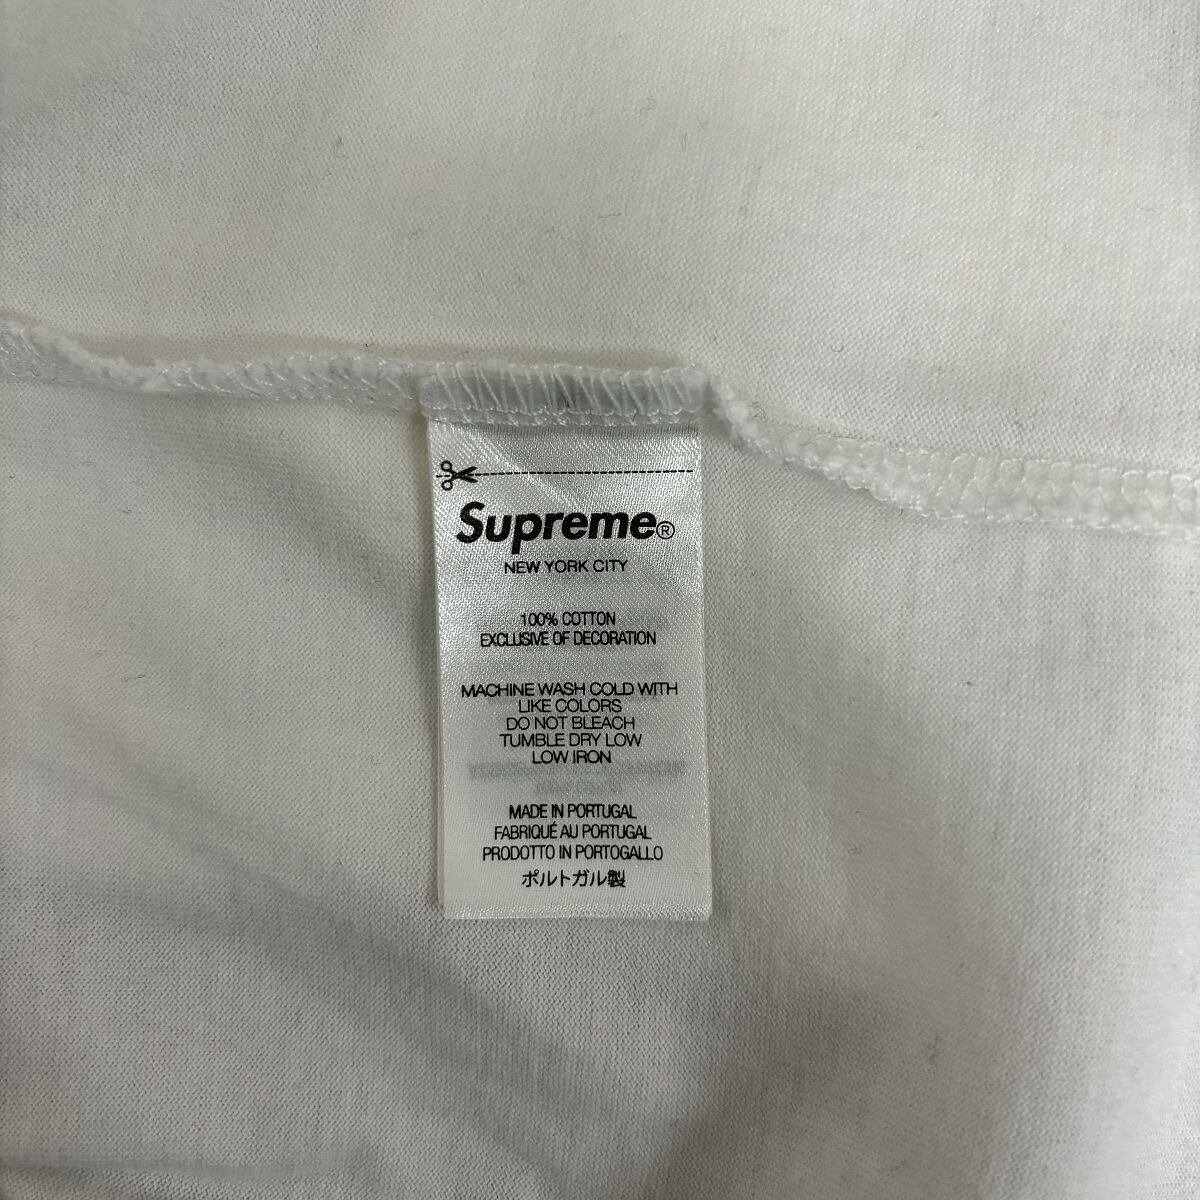 Supreme®
NEW YORK CITY
100% COTTON
EXCLUSIVE OF DECORATION
MACHINE WASH COLD WITH
LIKE COLORS
DO NOT BLEACH
TUMBLE DRY LOW
LOW IRON
MADE IN PORTUGAL
FABRIQUÉ AU PORTUGAL
PRODOTTO IN PORTOGALLO
ポルトガル製